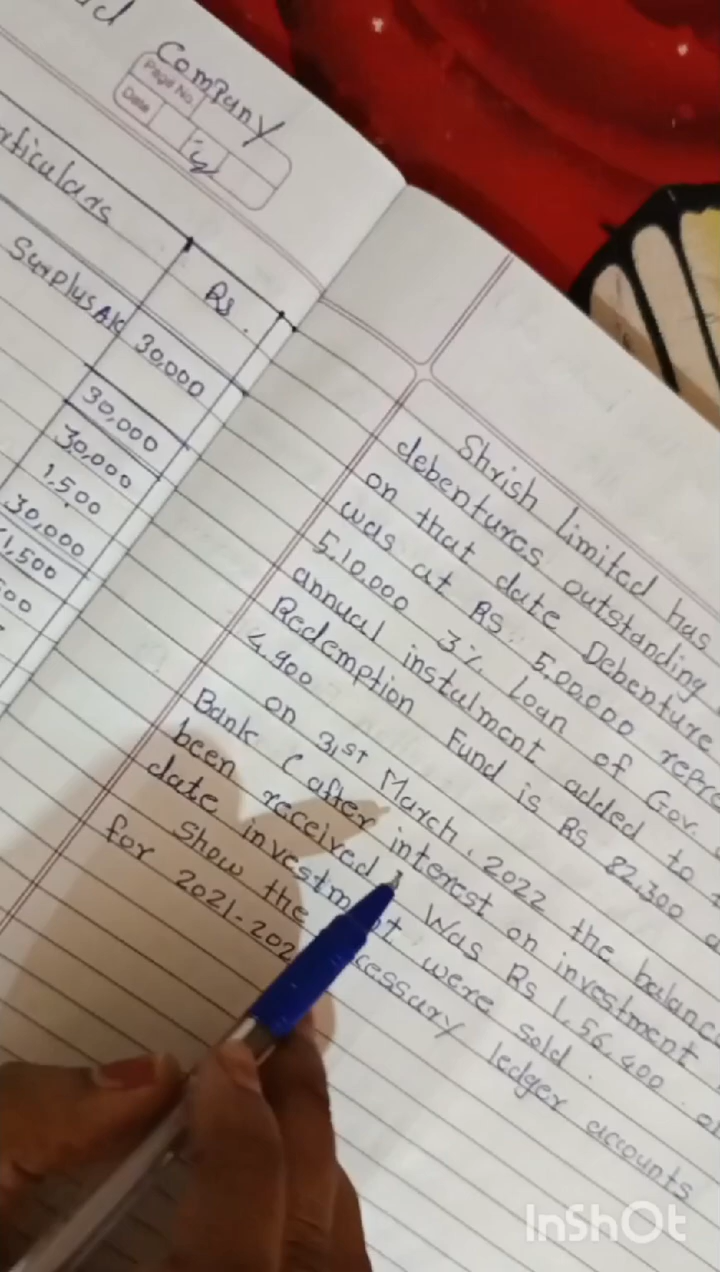 Company
Page No.
Date
rticulars
Rs.
Surplus A/c 30,000
30,000
30,000
1,500
30,000
1,500
500
Shrish limited has
debentures outstanding
on that date Debenture
was at Rs. 5,00,000 repre
5,10,000 3% Loan of Gov.
annual instalment added to
Redemption Fund is Rs 82,300
4,900
on 31st March, 2022 the balance
Bank (after interest on investment
been received) was Rs 1,56,400. o
date investment were sold.
Show the necessary ledger accounts
for 2021-202
InShOt